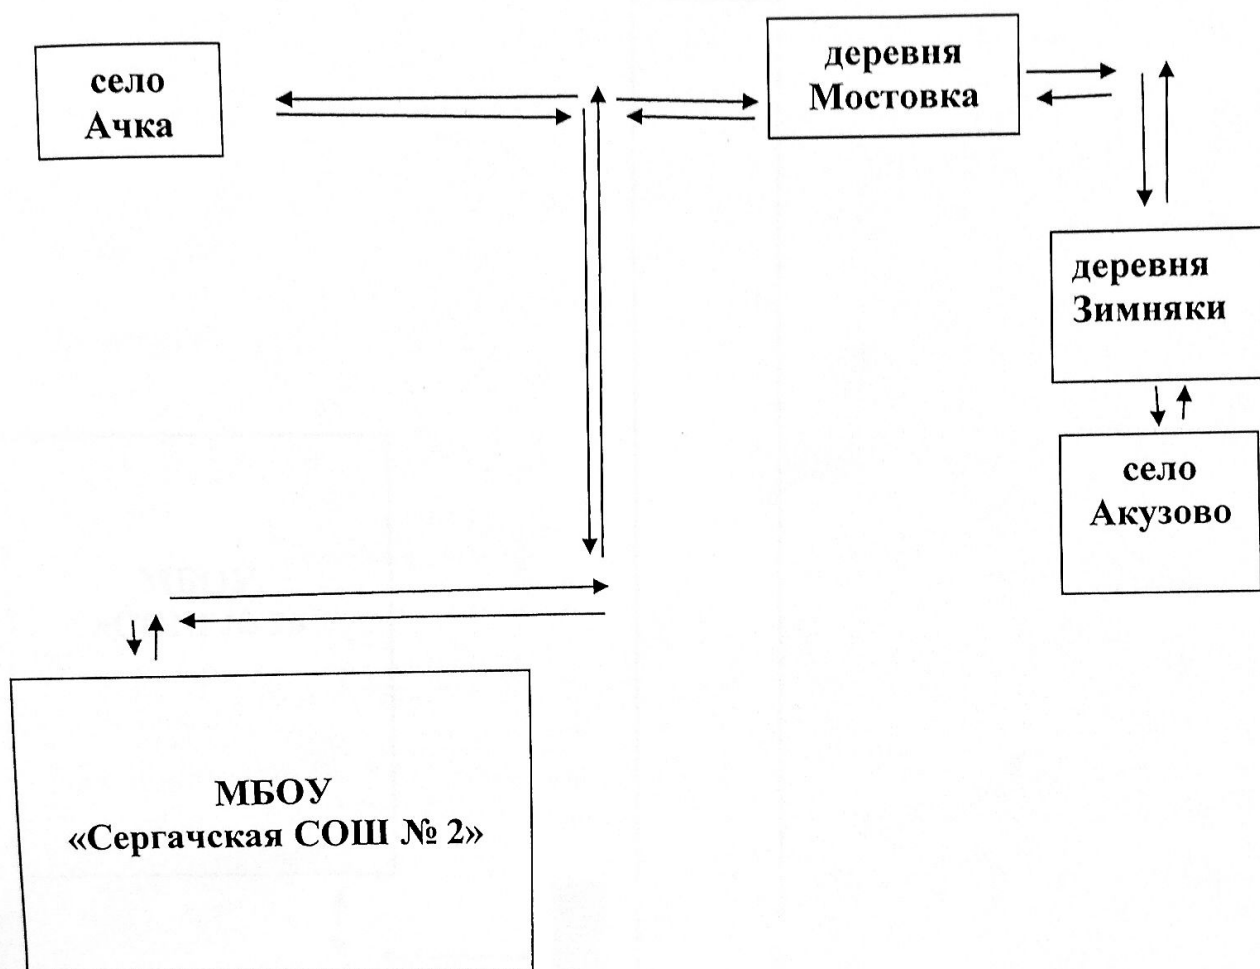 село
Ачка
деревня
Мостовка
деревня
Зимняки
село
Акузово
МБОУ
«Сергачская СОШ № 2»